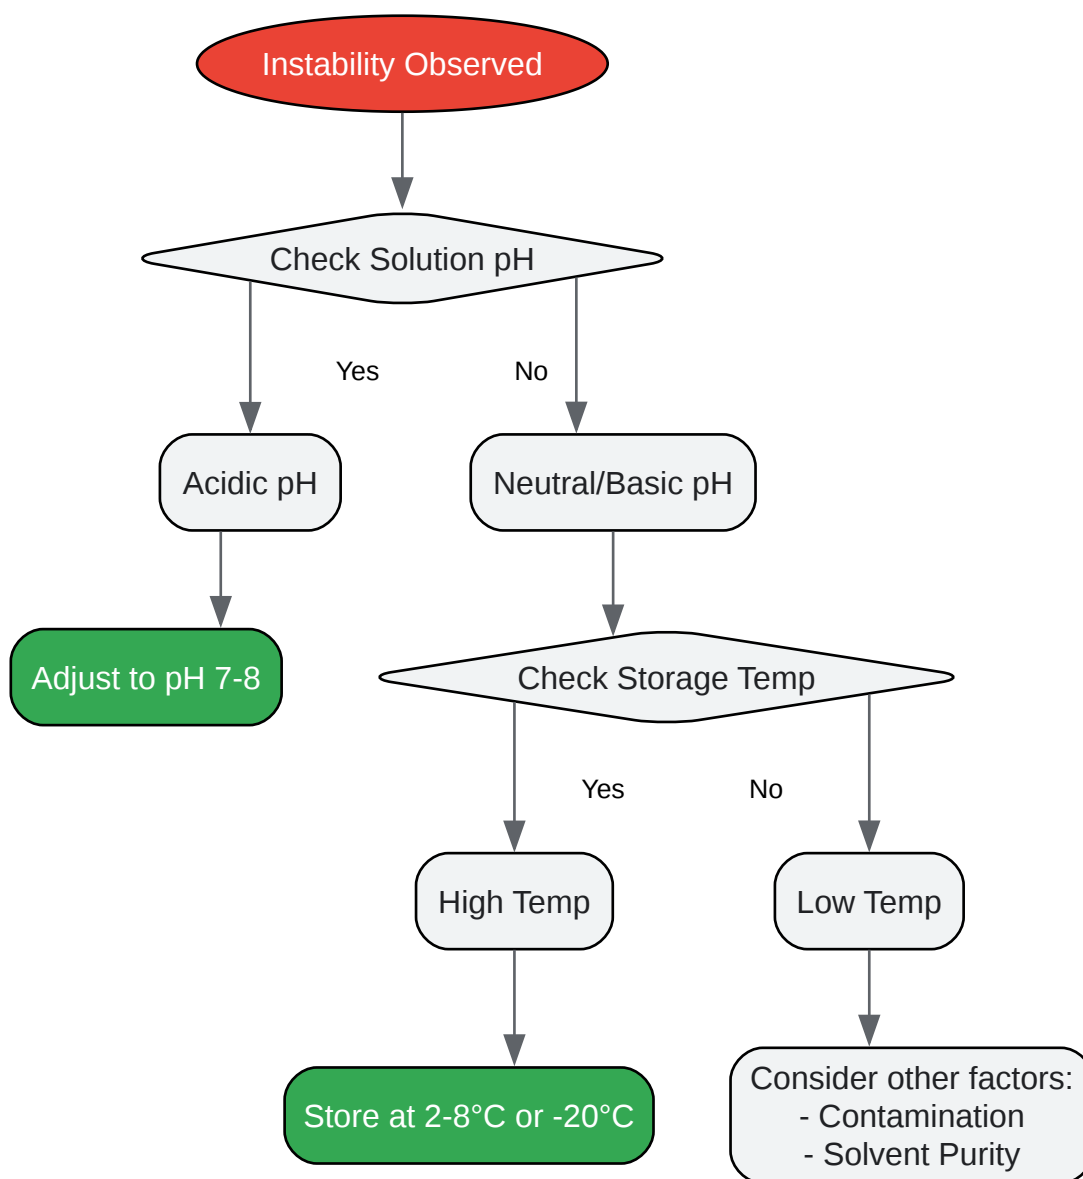 Instability Observed
Check Solution pH
Yes
No
Acidic pH
Neutral/Basic pH
Adjust to pH 7-8
Check Storage Temp
Yes
No
High Temp
Low Temp
Store at 2-8°C or -20°C
Consider other factors:
- Contamination
- Solvent Purity